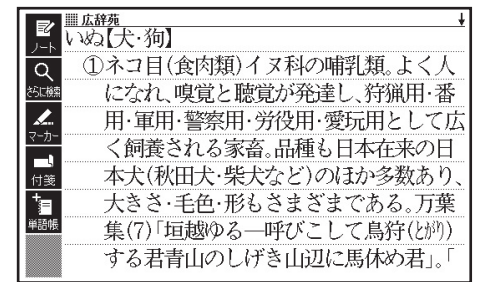 広辞苑
いぬ【犬・狗】
①ネコ目(食肉類)イヌ科の哺乳類。よく人
になれ、嗅覚と聴覚が発達し、狩猟用・番
用・軍用・警察用・労役用・愛玩用として広
く飼養される家畜。品種も日本在来の日
本犬(秋田犬・柴犬など)のほか多数あり、
大きさ・毛色・形もさまざまである。万葉
集(7)「垣越ゆる―呼びこして鳥狩(とがり)
する君青山のしげき山辺に馬休め君」。「
ノート
さらに検索
マーカー
付箋
単語帳